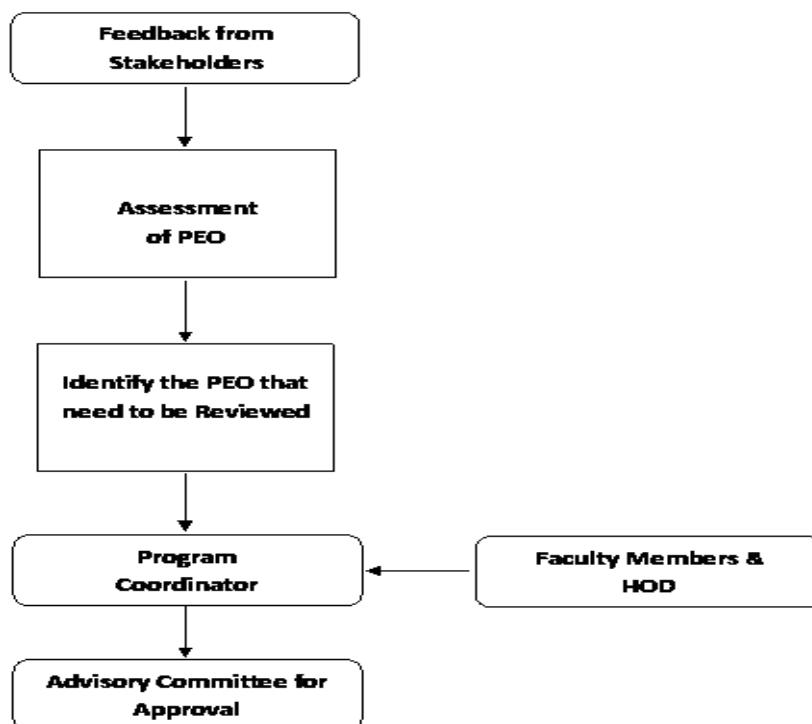 Feedback from
Stakeholders
Assessment
of PEO
Identify the PEO that
need to be Reviewed
Program
Coordinator
Faculty Members &
HOD
Advisory Committee for
Approval